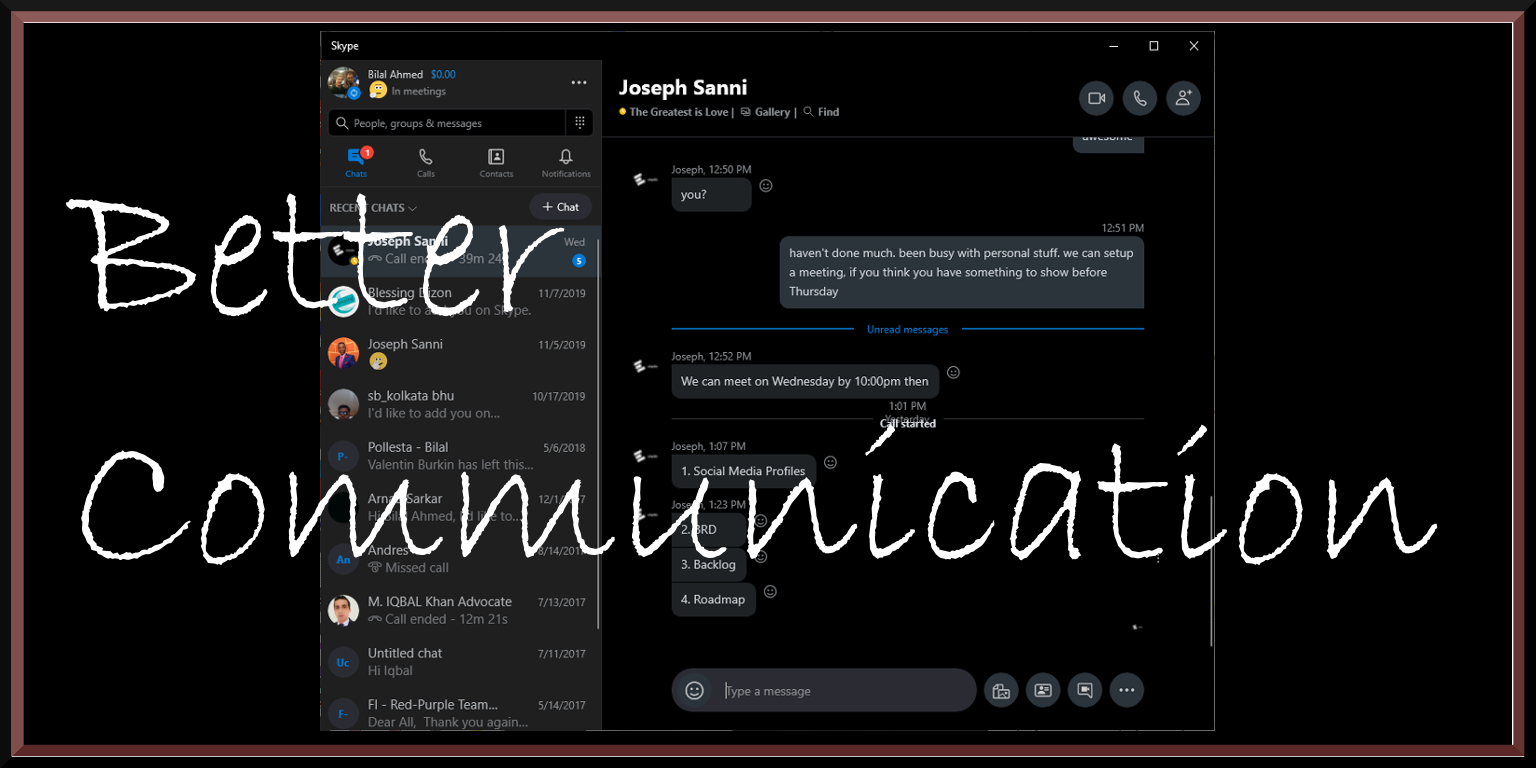 Skype
Bilal Ahmed $0.00
In meetings
People, groups & messages
1
Chats Calls Contacts Notifications
RECENT CHATS
+ Chat
Joseph Sanni Wed
Call ended - 39m 24s 5
Blessing Dizon 11/7/2019
I'd like to add you on Skype.
Joseph Sanni 11/5/2019
sb_kolkata bhu 10/17/2019
I'd like to add you on...
P- Pollesta - Bilal 5/6/2018
Valentin Burkin has left this...
Arnab Sarkar 12/1/2017
Hi Bilal Ahmed, I'd like to...
An Andres 8/14/2017
Missed call
M. IQBAL Khan Advocate 7/13/2017
Call ended - 12m 21s
Uc Untitled chat 7/11/2017
Hi Iqbal
F- FI - Red-Purple Team... 5/14/2017
Dear All, Thank you again...
Joseph Sanni
The Greatest is Love | Gallery | Find
awesome
Joseph, 12:50 PM
you?
12:51 PM
haven't done much. been busy with personal stuff. we can setup
a meeting, if you think you have something to show before
Thursday
Unread messages
Joseph, 12:52 PM
We can meet on Wednesday by 10:00pm then
1:01 PM
Yesterday
Call started
Joseph, 1:07 PM
1. Social Media Profiles
Joseph, 1:23 PM
2. BRD
3. Backlog
4. Roadmap
Type a message
Better
Communication